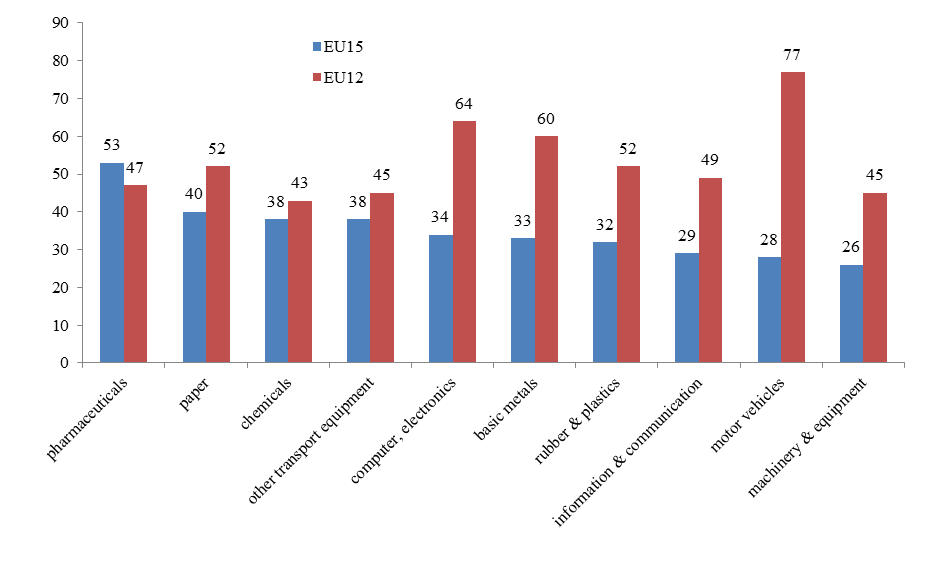 90
80
70
60
50
40
30
20
10
0
EU15
EU12
53
47
40
52
38
43
38
45
34
64
33
60
32
52
29
49
28
77
26
45
pharmaceuticals
paper
chemicals
other transport equipment
computer, electronics
basic metals
rubber & plastics
information & communication
motor vehicles
machinery & equipment